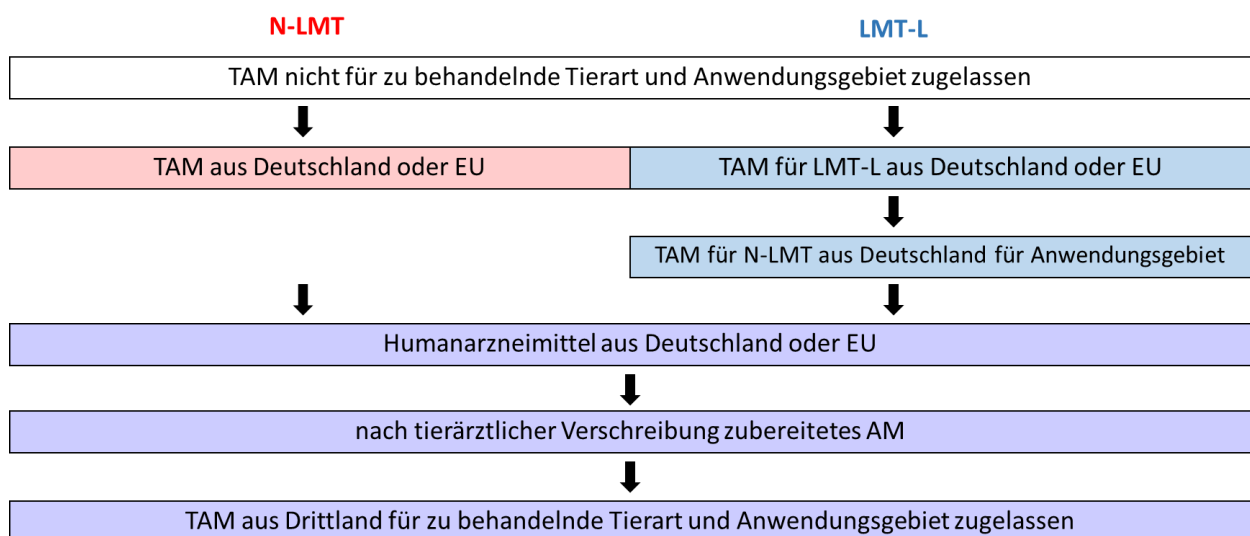 N-LMT
LMT-L
TAM nicht für zu behandelnde Tierart und Anwendungsgebiet zugelassen
TAM aus Deutschland oder EU
TAM für LMT-L aus Deutschland oder EU
TAM für N-LMT aus Deutschland für Anwendungsgebiet
Humanarzneimittel aus Deutschland oder EU
nach tierärztlicher Verschreibung zubereitetes AM
TAM aus Drittland für zu behandelnde Tierart und Anwendungsgebiet zugelassen